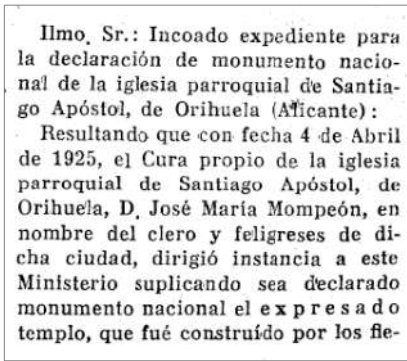 Ilmo. Sr.: Incoado expediente para
la declaración de monumento nacio-
nal de la iglesia parroquial de Santia-
go Apóstol, de Orihuela (Alicante):
Resultando que con fecha 4 de Abril
de 1925, el Cura propio de la iglesia
parroquial de Santiago Apóstol, de
Orihuela, D. José María Mompeón, en
nombre del clero y feligreses de di-
cha ciudad, dirigió instancia a este
Ministerio suplicando sea declarado
monumento nacional el expresado
templo, que fué construído por los fie-